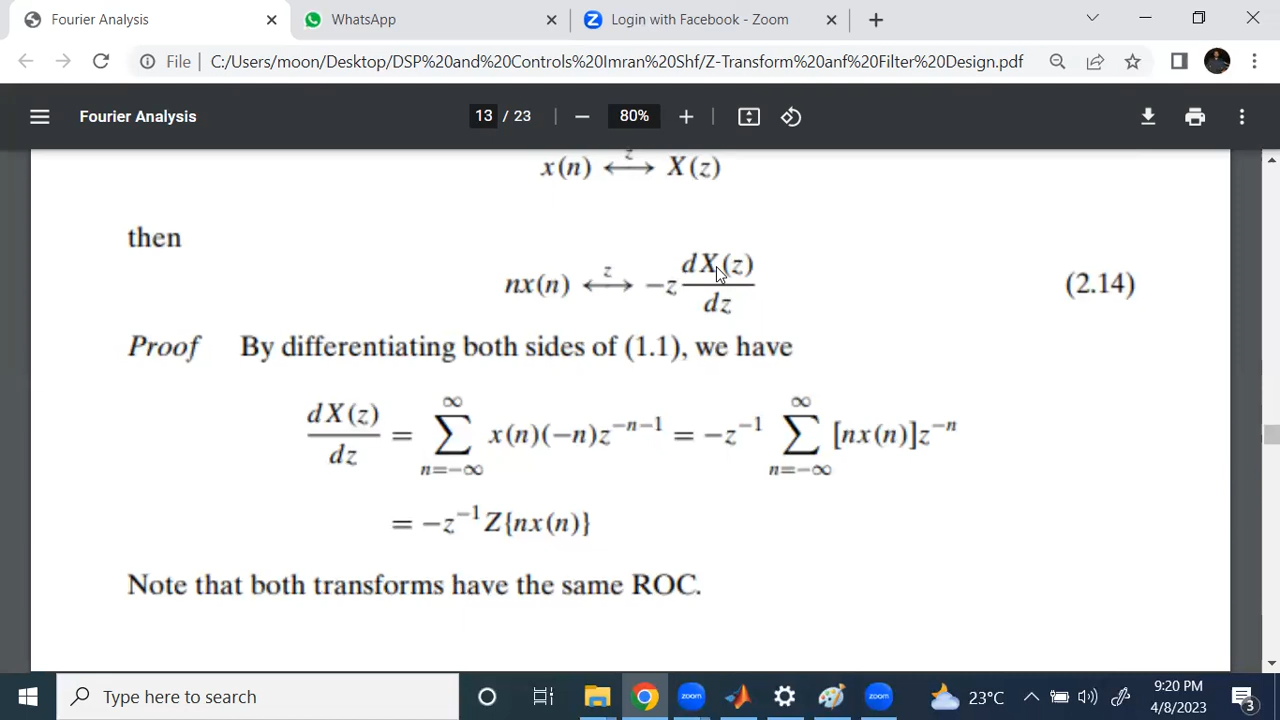 Fourier Analysis
WhatsApp
Login with Facebook - Zoom
File C:/Users/moon/Desktop/DSP%20and%20Controls%20Imran%20Shf/Z-Transform%20anf%20Filter%20Design.pdf
Fourier Analysis 13 / 23 80%
x(n) ⟷ᶻ X(z)
then
nx(n) ⟷ᶻ −z dX(z)/dz (2.14)
Proof By differentiating both sides of (1.1), we have
dX(z)/dz = ∑_{n=−∞}^{∞} x(n)(−n)z^{−n−1} = −z^{−1} ∑_{n=−∞}^{∞} [nx(n)]z^{−n}
= −z^{−1} Z{nx(n)}
Note that both transforms have the same ROC.
Type here to search
zoom
zoom
23°C
9:20 PM
4/8/2023
3